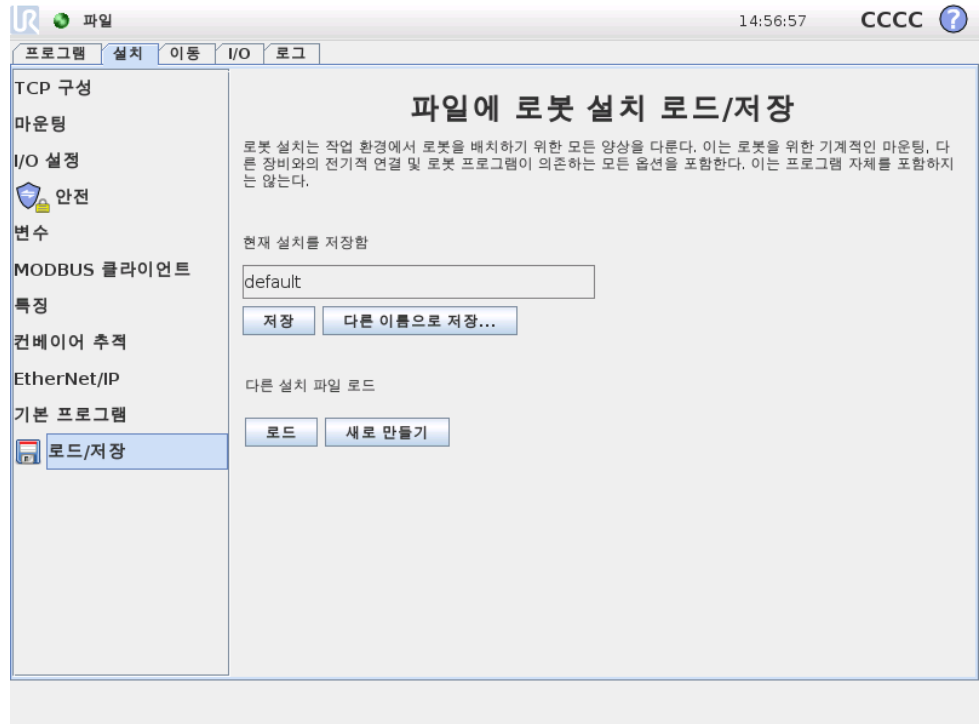 UR 파일 14:56:57 CCCC ?
프로그램 설치 이동 I/O 로그
TCP 구성
마운팅
I/O 설정
안전
변수
MODBUS 클라이언트
특징
컨베이어 추적
EtherNet/IP
기본 프로그램
로드/저장
파일에 로봇 설치 로드/저장
로봇 설치는 작업 환경에서 로봇을 배치하기 위한 모든 양상을 다룬다. 이는 로봇을 위한 기계적인 마운팅, 다
른 장비와의 전기적 연결 및 로봇 프로그램이 의존하는 모든 옵션을 포함한다. 이는 프로그램 자체를 포함하지
는 않는다.
현재 설치를 저장함
default
저장 다른 이름으로 저장...
다른 설치 파일 로드
로드 새로 만들기